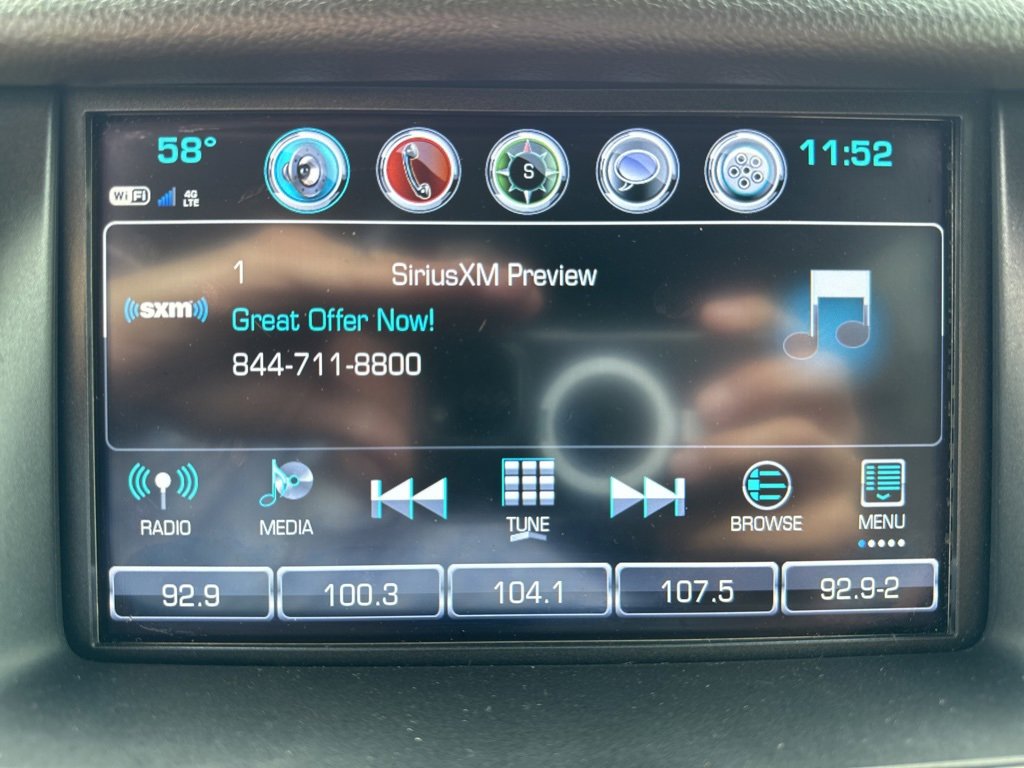 58°
11:52
WiFi
4G
LTE
S
1
SiriusXM Preview
sxm
Great Offer Now!
844-711-8800
RADIO
MEDIA
TUNE
BROWSE
MENU
92.9
100.3
104.1
107.5
92.9-2